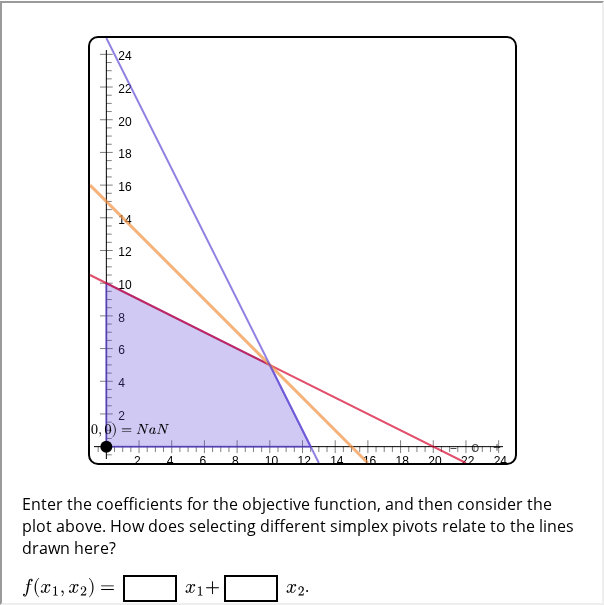 24
22
20
18
16
14
12
10
8
6
4
2
0, 0) = NaN
2 4 6 8 10 12 14 16 18 20 22 24
Enter the coefficients for the objective function, and then consider the
plot above. How does selecting different simplex pivots relate to the lines
drawn here?
f(x₁, x₂) = x₁+ x₂.